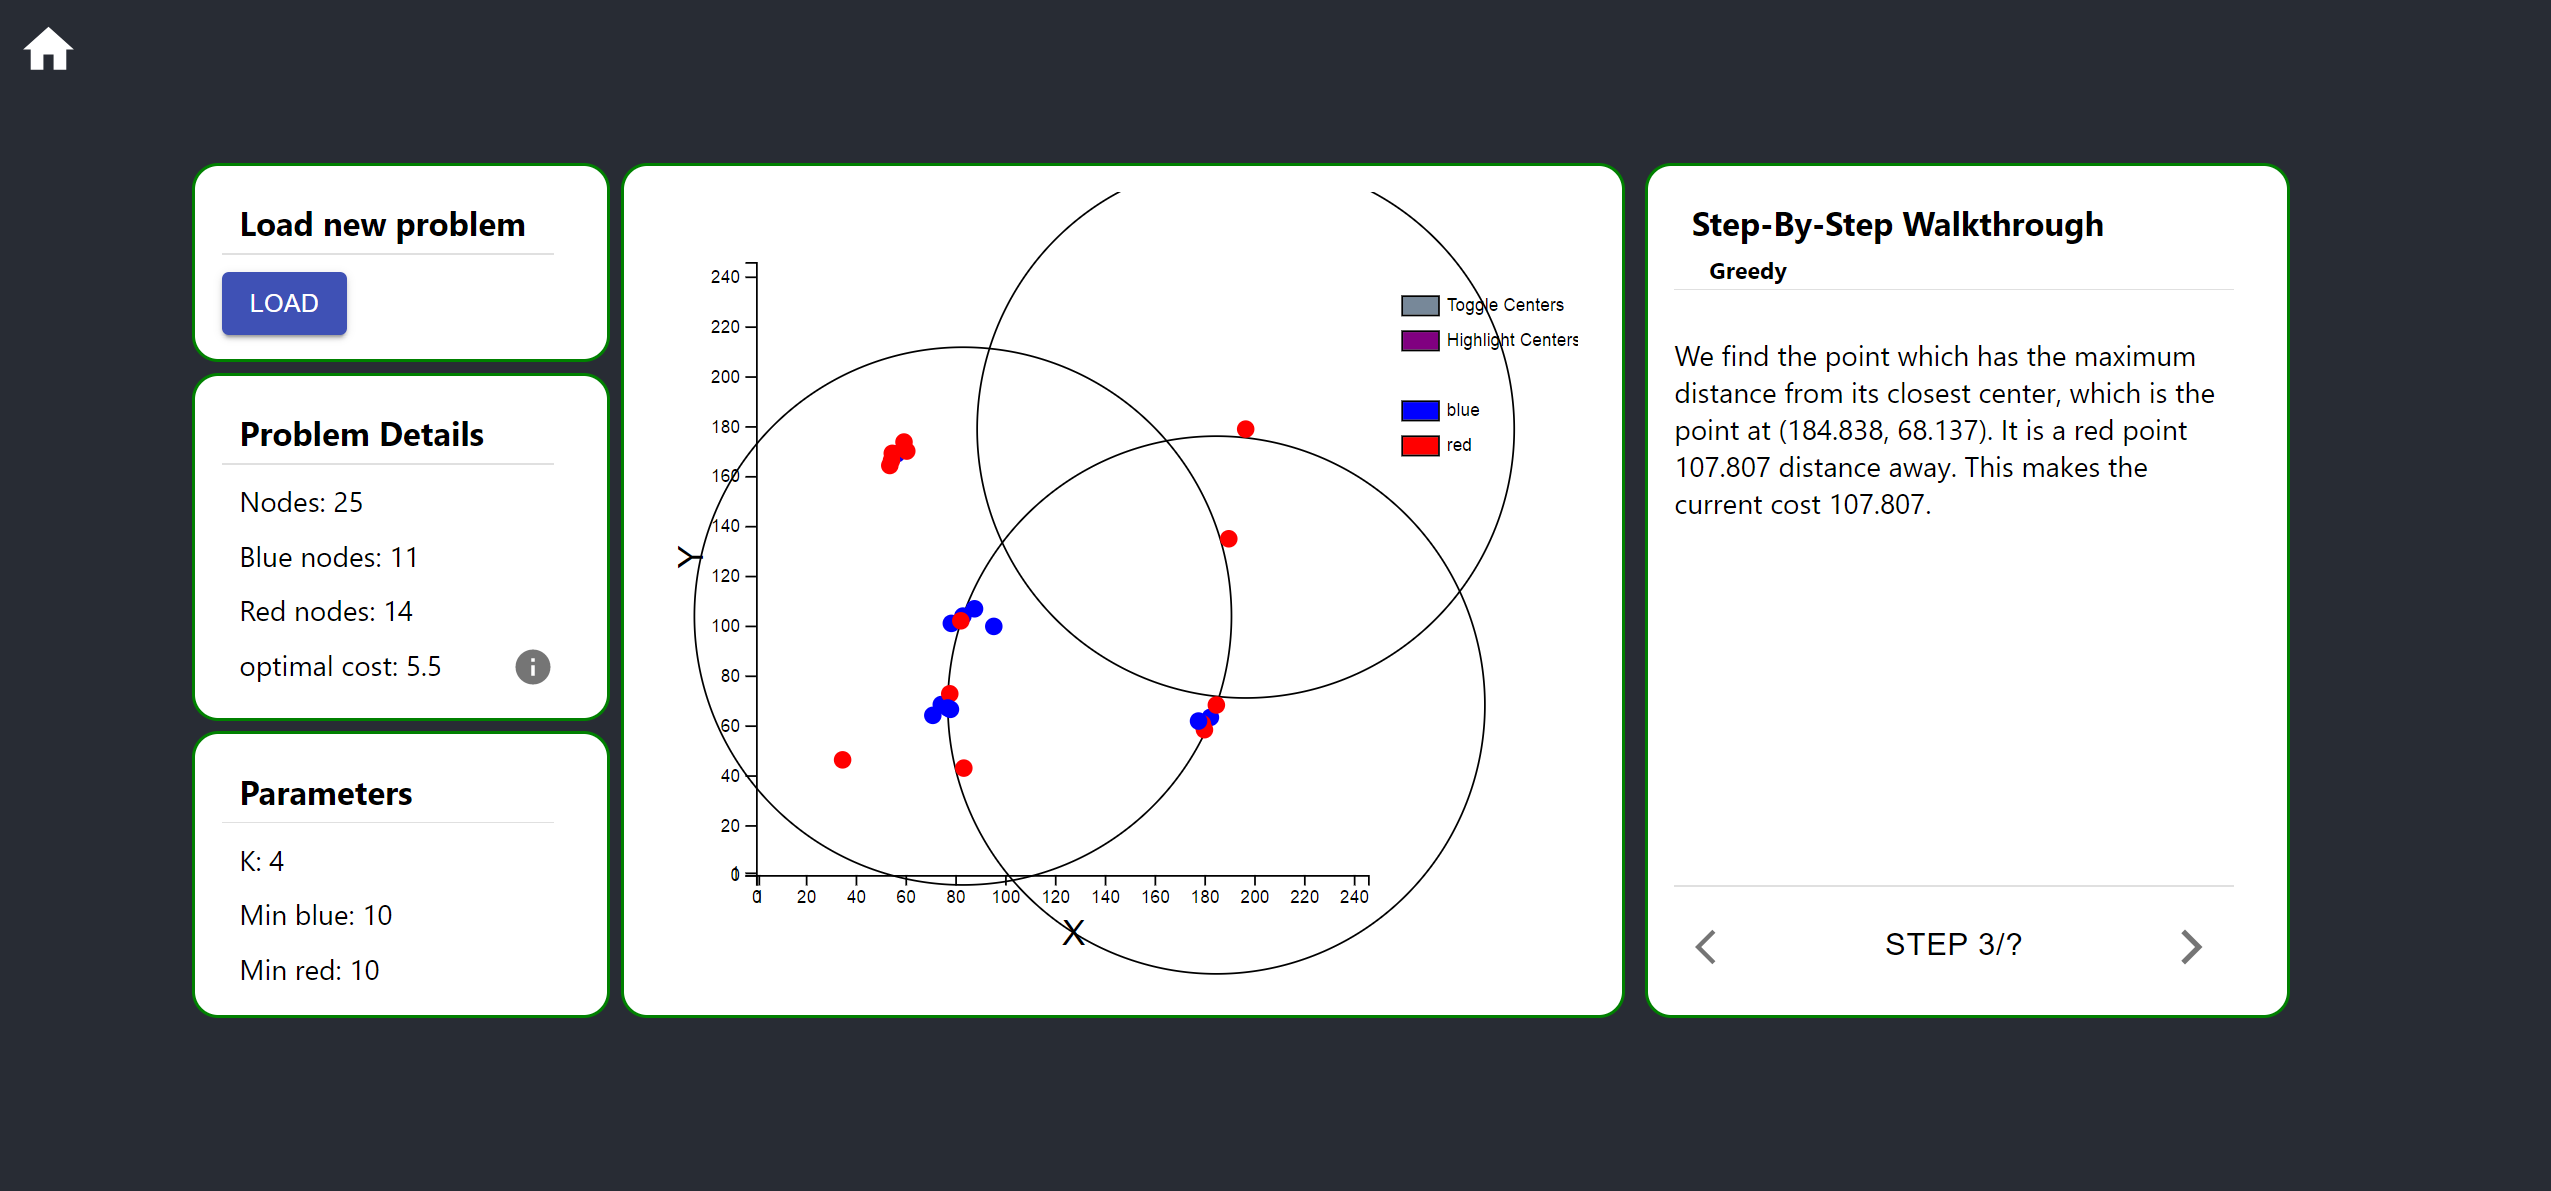 Load new problem
LOAD
Problem Details
Nodes: 25
Blue nodes: 11
Red nodes: 14
optimal cost: 5.5
Parameters
K: 4
Min blue: 10
Min red: 10
240
220
200
180
160
140
120
100
80
60
40
20
0
1
Y
0
1
20
40
60
80
100
120
140
160
180
200
220
240
X
Toggle Centers
Highlight Centers
blue
red
Step-By-Step Walkthrough
Greedy
We find the point which has the maximum
distance from its closest center, which is the
point at (184.838, 68.137). It is a red point
107.807 distance away. This makes the
current cost 107.807.
STEP 3/?